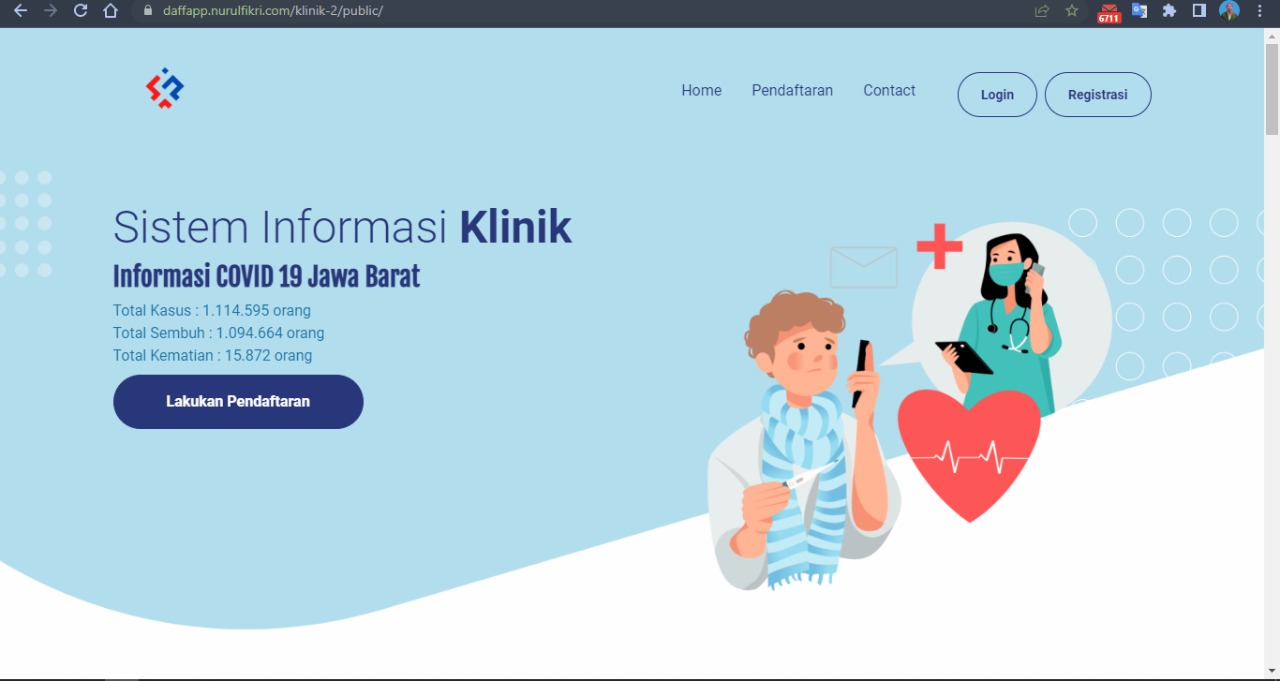 daffapp.nurulfikri.com/klinik-2/public/
6711
Home Pendaftaran Contact Login Registrasi
Sistem Informasi Klinik
Informasi COVID 19 Jawa Barat
Total Kasus : 1.114.595 orang
Total Sembuh : 1.094.664 orang
Total Kematian : 15.872 orang
Lakukan Pendaftaran